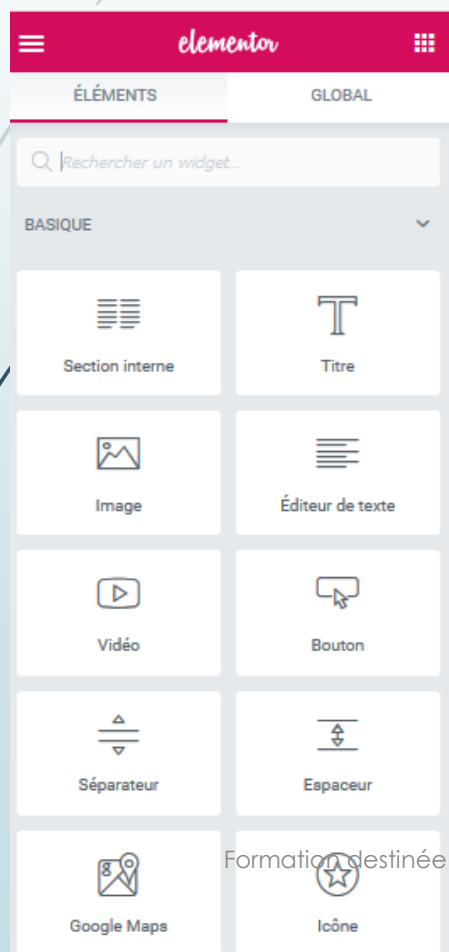 elementor
ÉLÉMENTS GLOBAL
Rechercher un widget...
BASIQUE
Section interne Titre
Image Éditeur de texte
Vidéo Bouton
Séparateur Espaceur
Formation destinée
Google Maps Icône